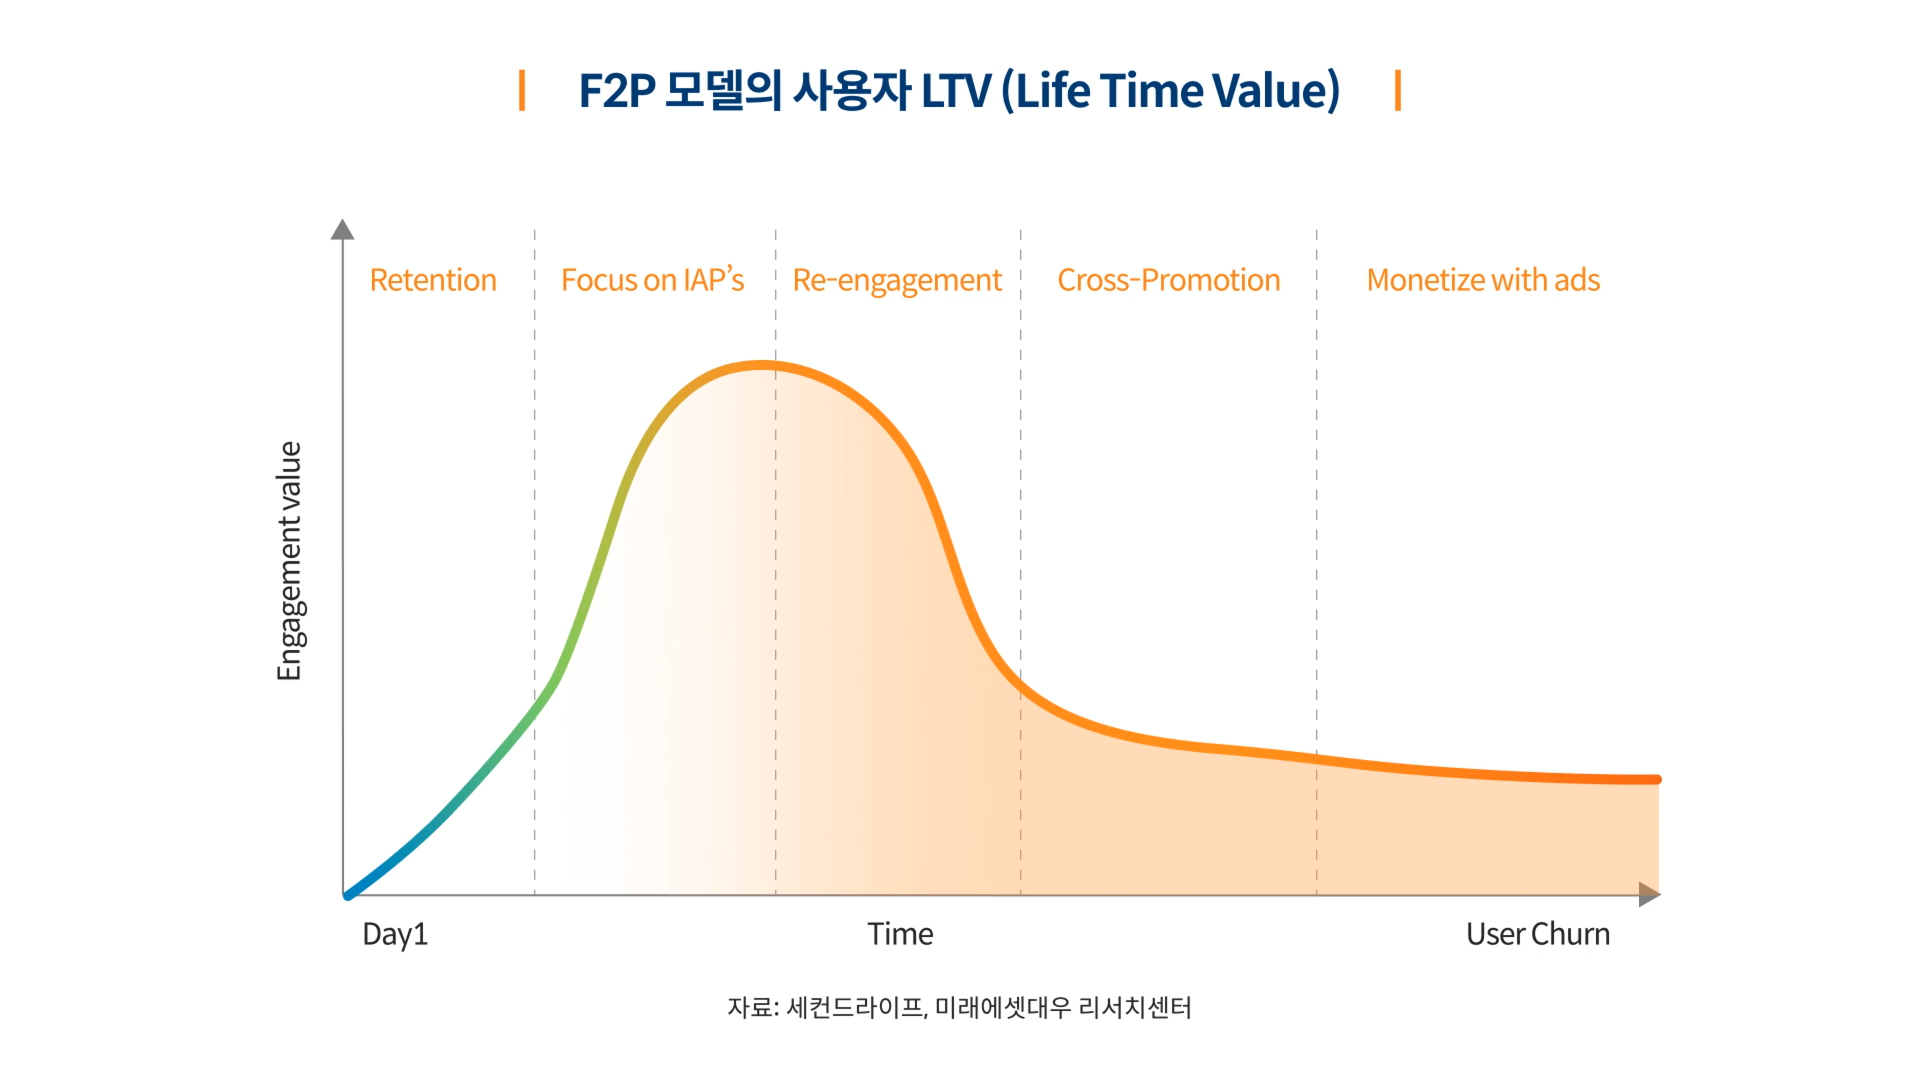 F2P 모델의 사용자 LTV (Life Time Value)
Retention
Focus on IAP’s
Re-engagement
Cross-Promotion
Monetize with ads
Engagement value
Day1
Time
User Churn
자료: 세컨드라이프, 미래에셋대우 리서치센터